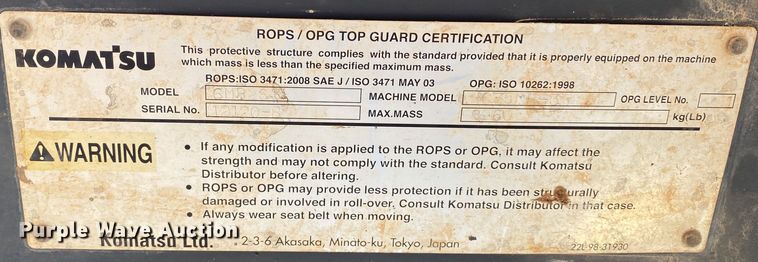 KOMATSU
ROPS / OPG TOP GUARD CERTIFICATION
This protective structure complies with the standard provided that it is properly equipped on the machine
which mass is less than the specified maximum mass.
ROPS:ISO 3471:2008 SAE J / ISO 3471 MAY 03 OPG: ISO 10262:1998
MODEL MACHINE MODEL OPG LEVEL No.
SERIAL No. MAX.MASS kg(Lb)
WARNING
• If any modification is applied to the ROPS or OPG, it may affect the
strength and may not comply with the standard. Consult Komatsu
Distributor before altering.
• ROPS or OPG may provide less protection if it has been structurally
damaged or involved in roll-over. Consult Komatsu Distributor in that case.
• Always wear seat belt when moving.
Purple Wave Auction
Komatsu Ltd. 2-3-6 Akasaka, Minato-ku, Tokyo, Japan
22L-98-31930